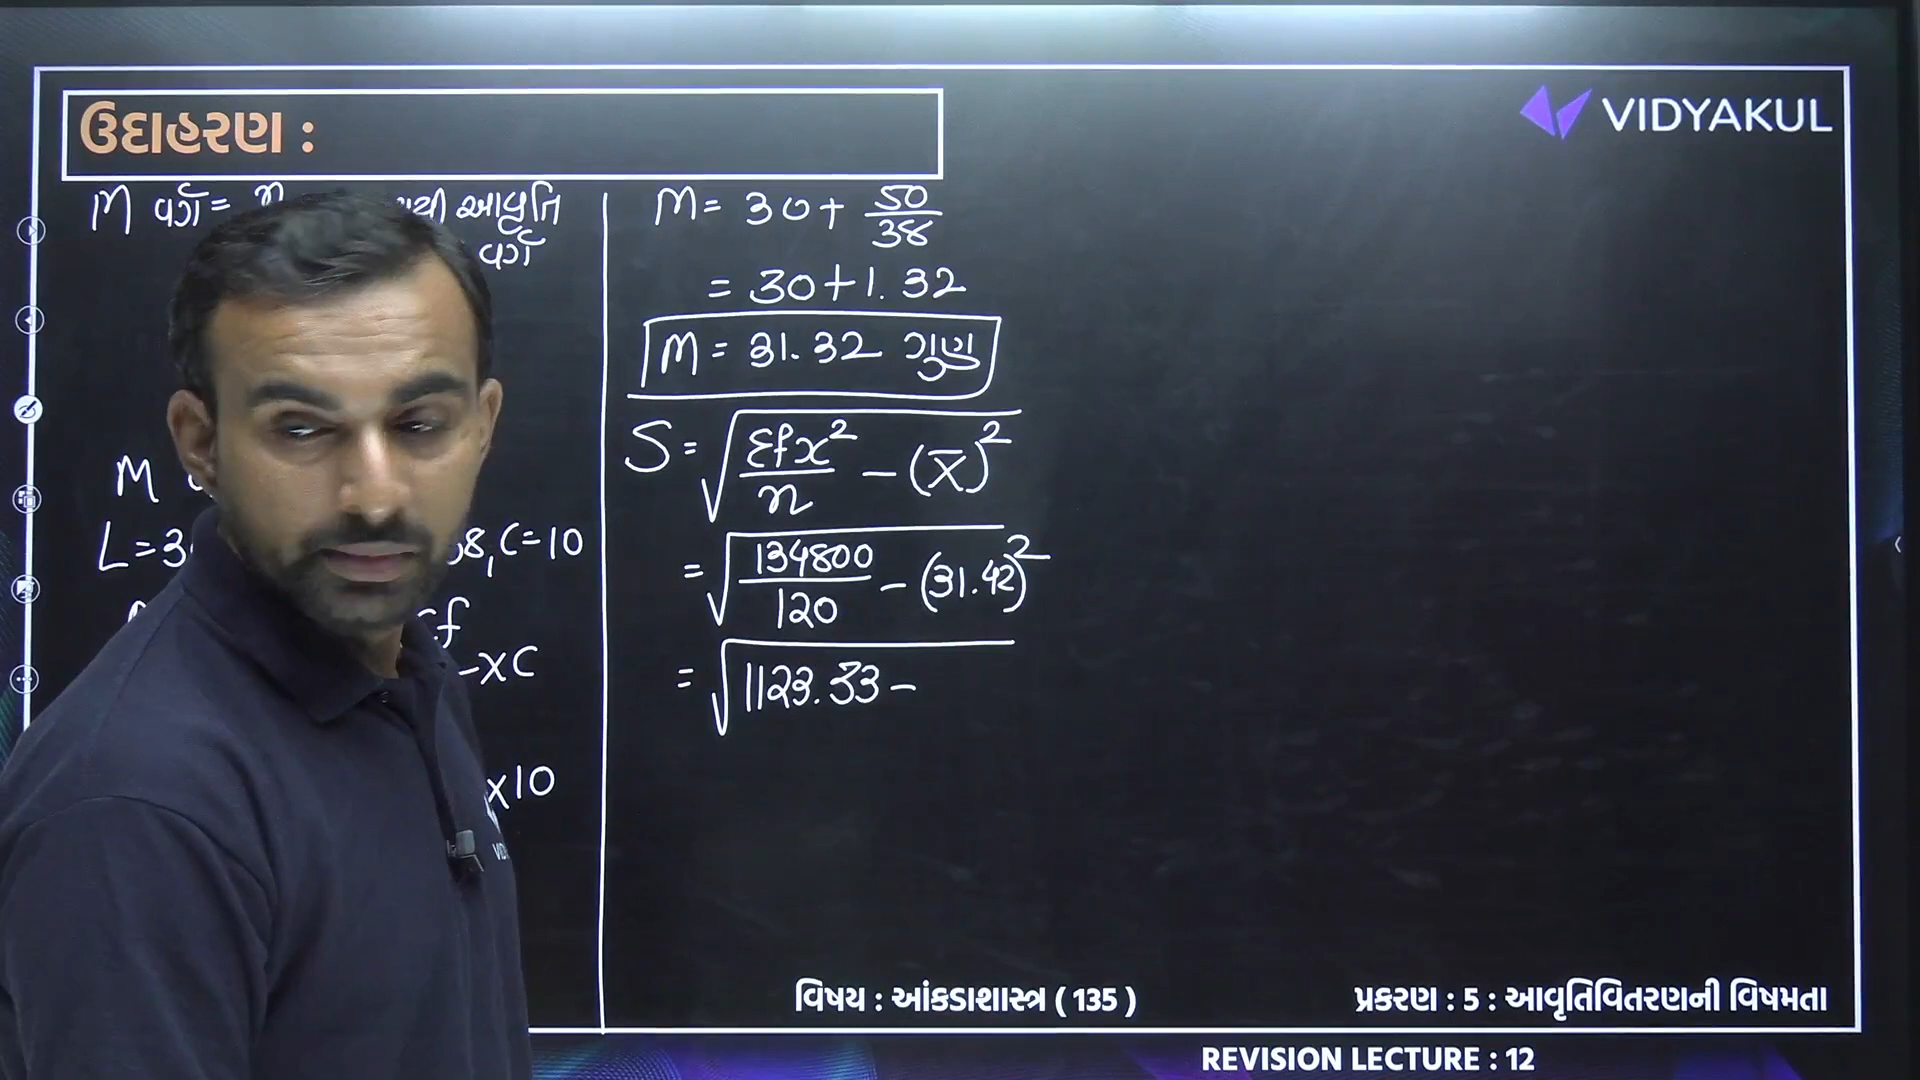 ઉદાહરણ :
VIDYAKUL
M વર્ગ = આવૃતિ
વર્ગ
M
L=3 8, C=10
cf
-xC
x10
M = 30 + 50/38
= 30 + 1.32
M = 31.32 ગુણ
S = √(Σfx²/n - (x̄)²)
= √(134800/120 - (31.42)²)
= √1123.33 -
વિષય : આંકડાશાસ્ત્ર ( 135 )
પ્રકરણ : 5 : આવૃતિવિતરણની વિષમતા
REVISION LECTURE : 12